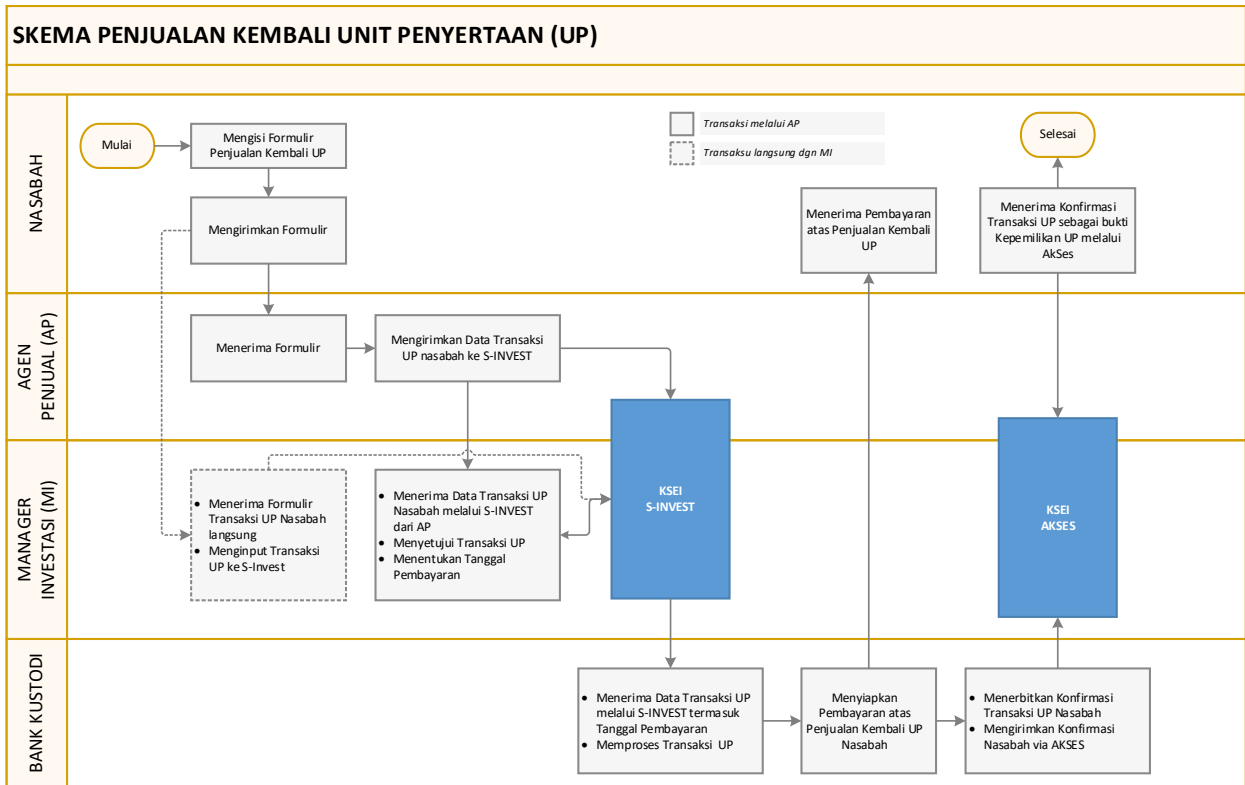 SKEMA PENJUALAN KEMBALI UNIT PENYERTAAN (UP)
NASABAH
Mulai
Mengisi Formulir
Penjualan Kembali UP
Mengirimkan Formulir
Transaksi melalui AP
Transaksu langsung dgn MI
Menerima Pembayaran
atas Penjualan Kembali
UP
Selesai
Menerima Konfirmasi
Transaksi UP sebagai bukti
Kepemilikan UP melalui
AkSes
AGEN
PENJUAL (AP)
Menerima Formulir
Mengirimkan Data Transaksi
UP nasabah ke S-INVEST
MANAGER
INVESTASI (MI)
• Menerima Formulir
Transaksi UP Nasabah
langsung
• Menginput Transaksi
UP ke S-Invest
• Menerima Data Transaksi UP
Nasabah melalui S-INVEST
dari AP
• Menyetujui Transaksi UP
• Menentukan Tanggal
Pembayaran
KSEI
S-INVEST
KSEI
AKSES
BANK KUSTODI
• Menerima Data Transaksi UP
melalui S-INVEST termasuk
Tanggal Pembayaran
• Memproses Transaksi UP
Menyiapkan
Pembayaran atas
Penjualan Kembali UP
Nasabah
• Menerbitkan Konfirmasi
Transaksi UP Nasabah
• Mengirimkan Konfirmasi
Nasabah via AKSES